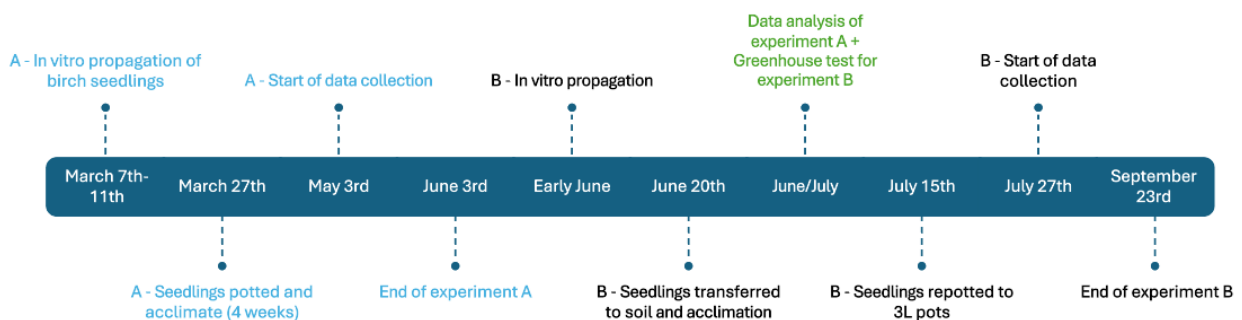 Data analysis of
experiment A +
Greenhouse test for
experiment B
A - In vitro propagation of
birch seedlings
A - Start of data collection
B - In vitro propagation
B - Start of data
collection
March 7th-
11th
March 27th
May 3rd
June 3rd
Early June
June 20th
June/July
July 15th
July 27th
September
23rd
A - Seedlings potted and
acclimate (4 weeks)
End of experiment A
B - Seedlings transferred
to soil and acclimation
B - Seedlings repotted to
3L pots
End of experiment B